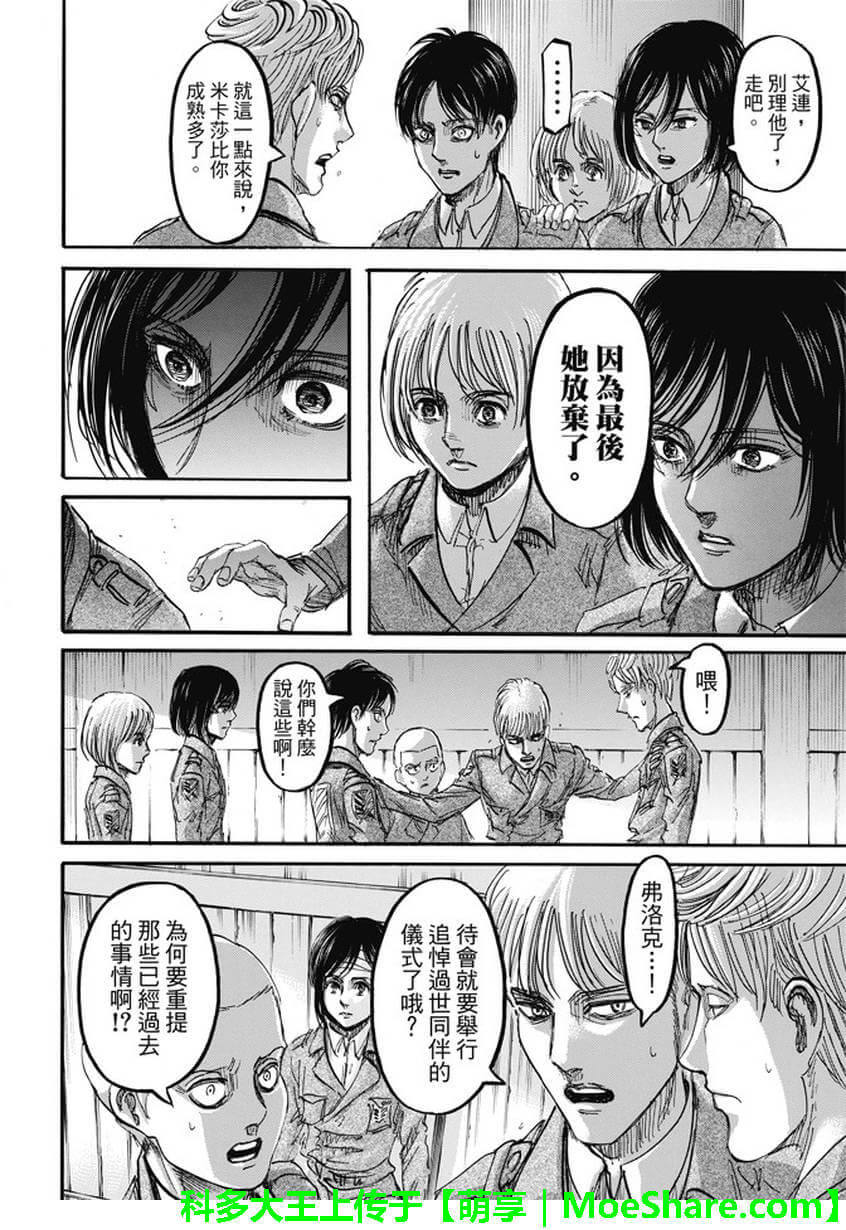 艾連，
別理他了，
走吧。
⋯⋯
就這一點來說，
米卡莎比你
成熟多了。
因為最後
她放棄了。
喂！
你們幹麼
說這些啊！
弗洛克⋯！
待會就要舉行
追悼過世同伴的
儀式了哦？
為何要重提
那些已經過去
的事情啊!?
科多大王上传于【萌享｜MoeShare.com】